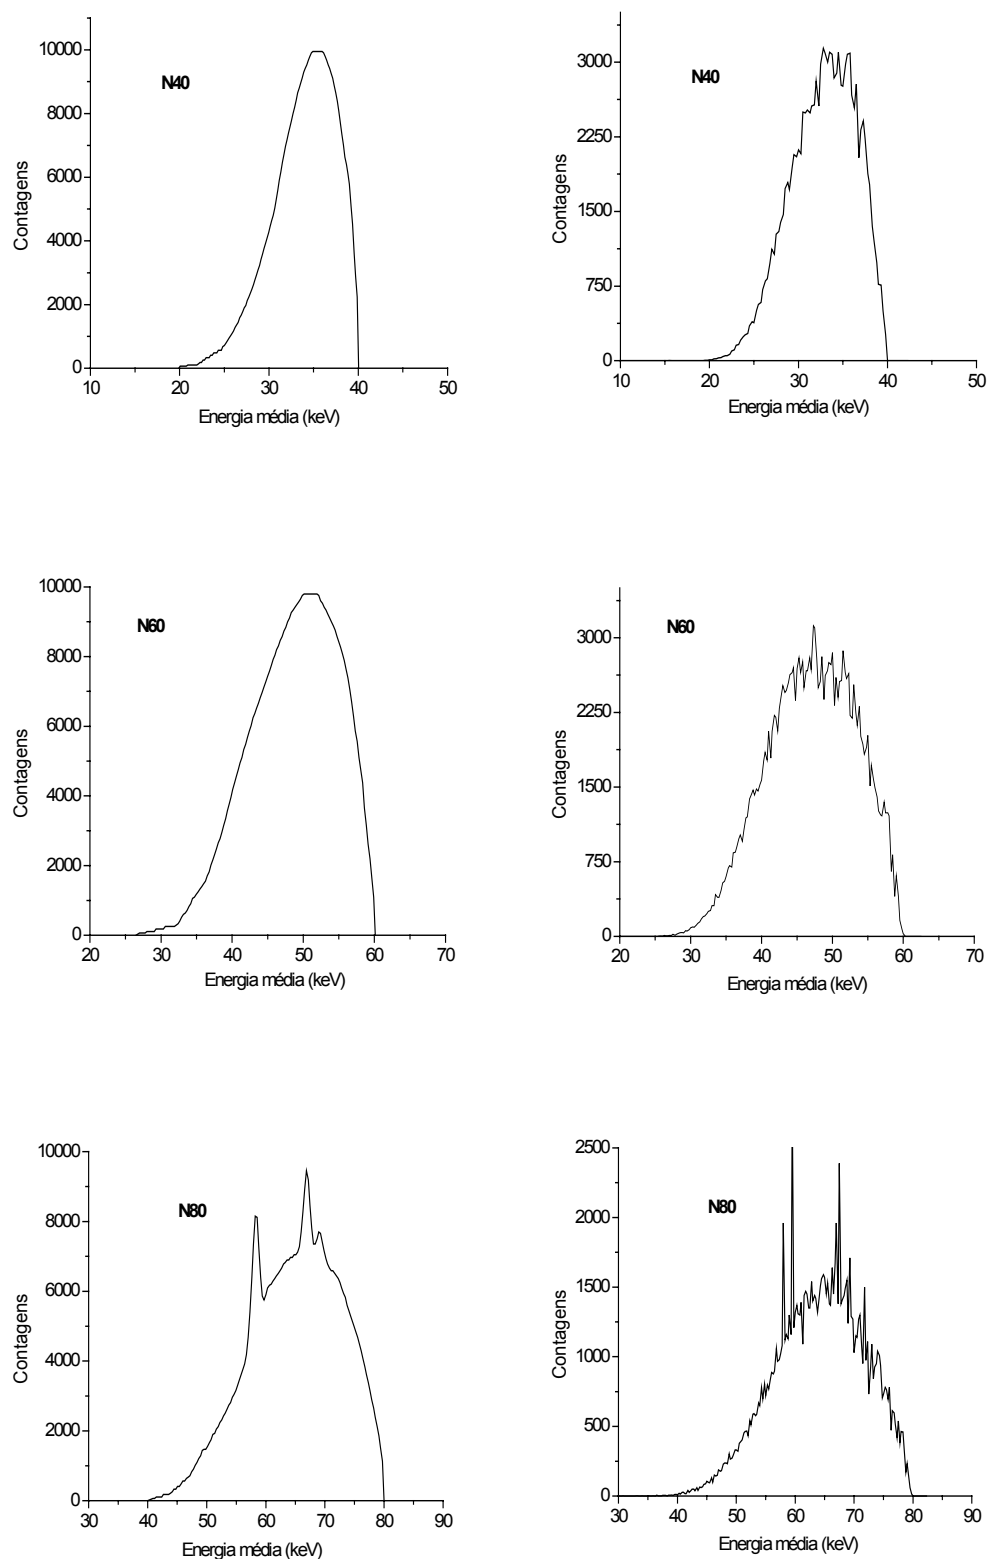 10000
8000
6000
4000
2000
0
Contagens
N40
10 20 30 40 50
Energia média (keV)
3000
2250
1500
750
0
Contagens
N40
10 20 30 40 50
Energia média (keV)
10000
8000
6000
4000
2000
0
Contagens
N60
20 30 40 50 60 70
Energia média (keV)
3000
2250
1500
750
0
Contagens
N60
20 30 40 50 60 70
Energia média (keV)
10000
8000
6000
4000
2000
0
Contagens
N80
30 40 50 60 70 80 90
Energia média (keV)
2500
2000
1500
1000
500
0
Contagens
N80
30 40 50 60 70 80 90
Energia média (keV)